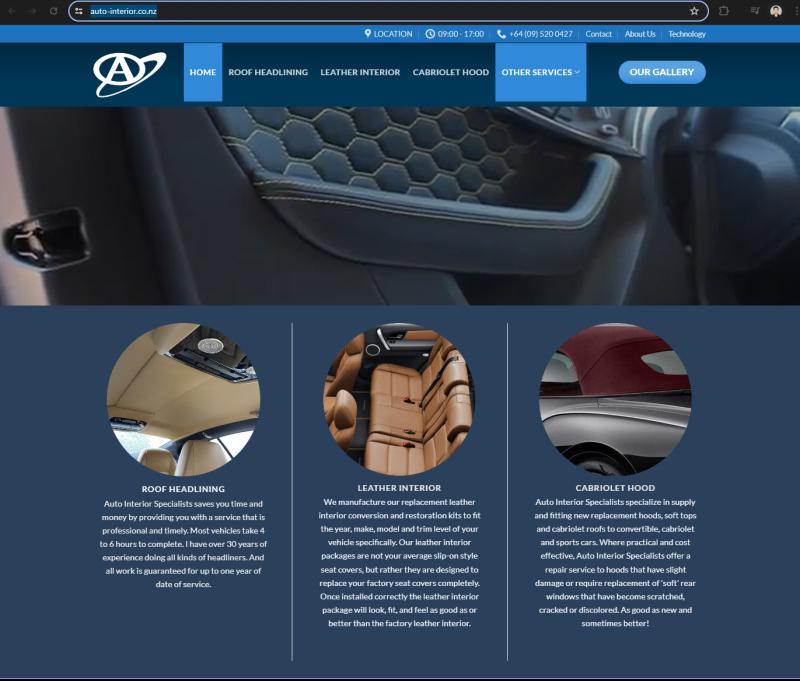 auto-interior.co.nz
LOCATION 09:00 - 17:00 +64 (09) 520 0427 Contact About Us Technology
A
HOME ROOF HEADLINING LEATHER INTERIOR CABRIOLET HOOD OTHER SERVICES OUR GALLERY
ROOF HEADLINING
Auto Interior Specialists saves you time and
money by providing you with a service that is
professional and timely. Most vehicles take 4
to 6 hours to complete. I have over 30 years of
experience doing all kinds of headliners. And
all work is guaranteed for up to one year of
date of service.
LEATHER INTERIOR
We manufacture our replacement leather
interior conversion and restoration kits to fit
the year, make, model and trim level of your
vehicle specifically. Our leather interior
packages are not your average slip-on style
seat covers, but rather they are designed to
replace your factory seat covers completely.
Once installed correctly the leather interior
package will look, fit, and feel as good as or
better than the factory leather interior.
CABRIOLET HOOD
Auto Interior Specialists specialize in supply
and fitting new replacement hoods, soft tops
and cabriolet roofs to convertible, cabriolet
and sports cars. Where practical and cost
effective, Auto Interior Specialists offer a
repair service to hoods that have slight
damage or require replacement of 'soft' rear
windows that have become scratched,
cracked or discolored. As good as new and
sometimes better!